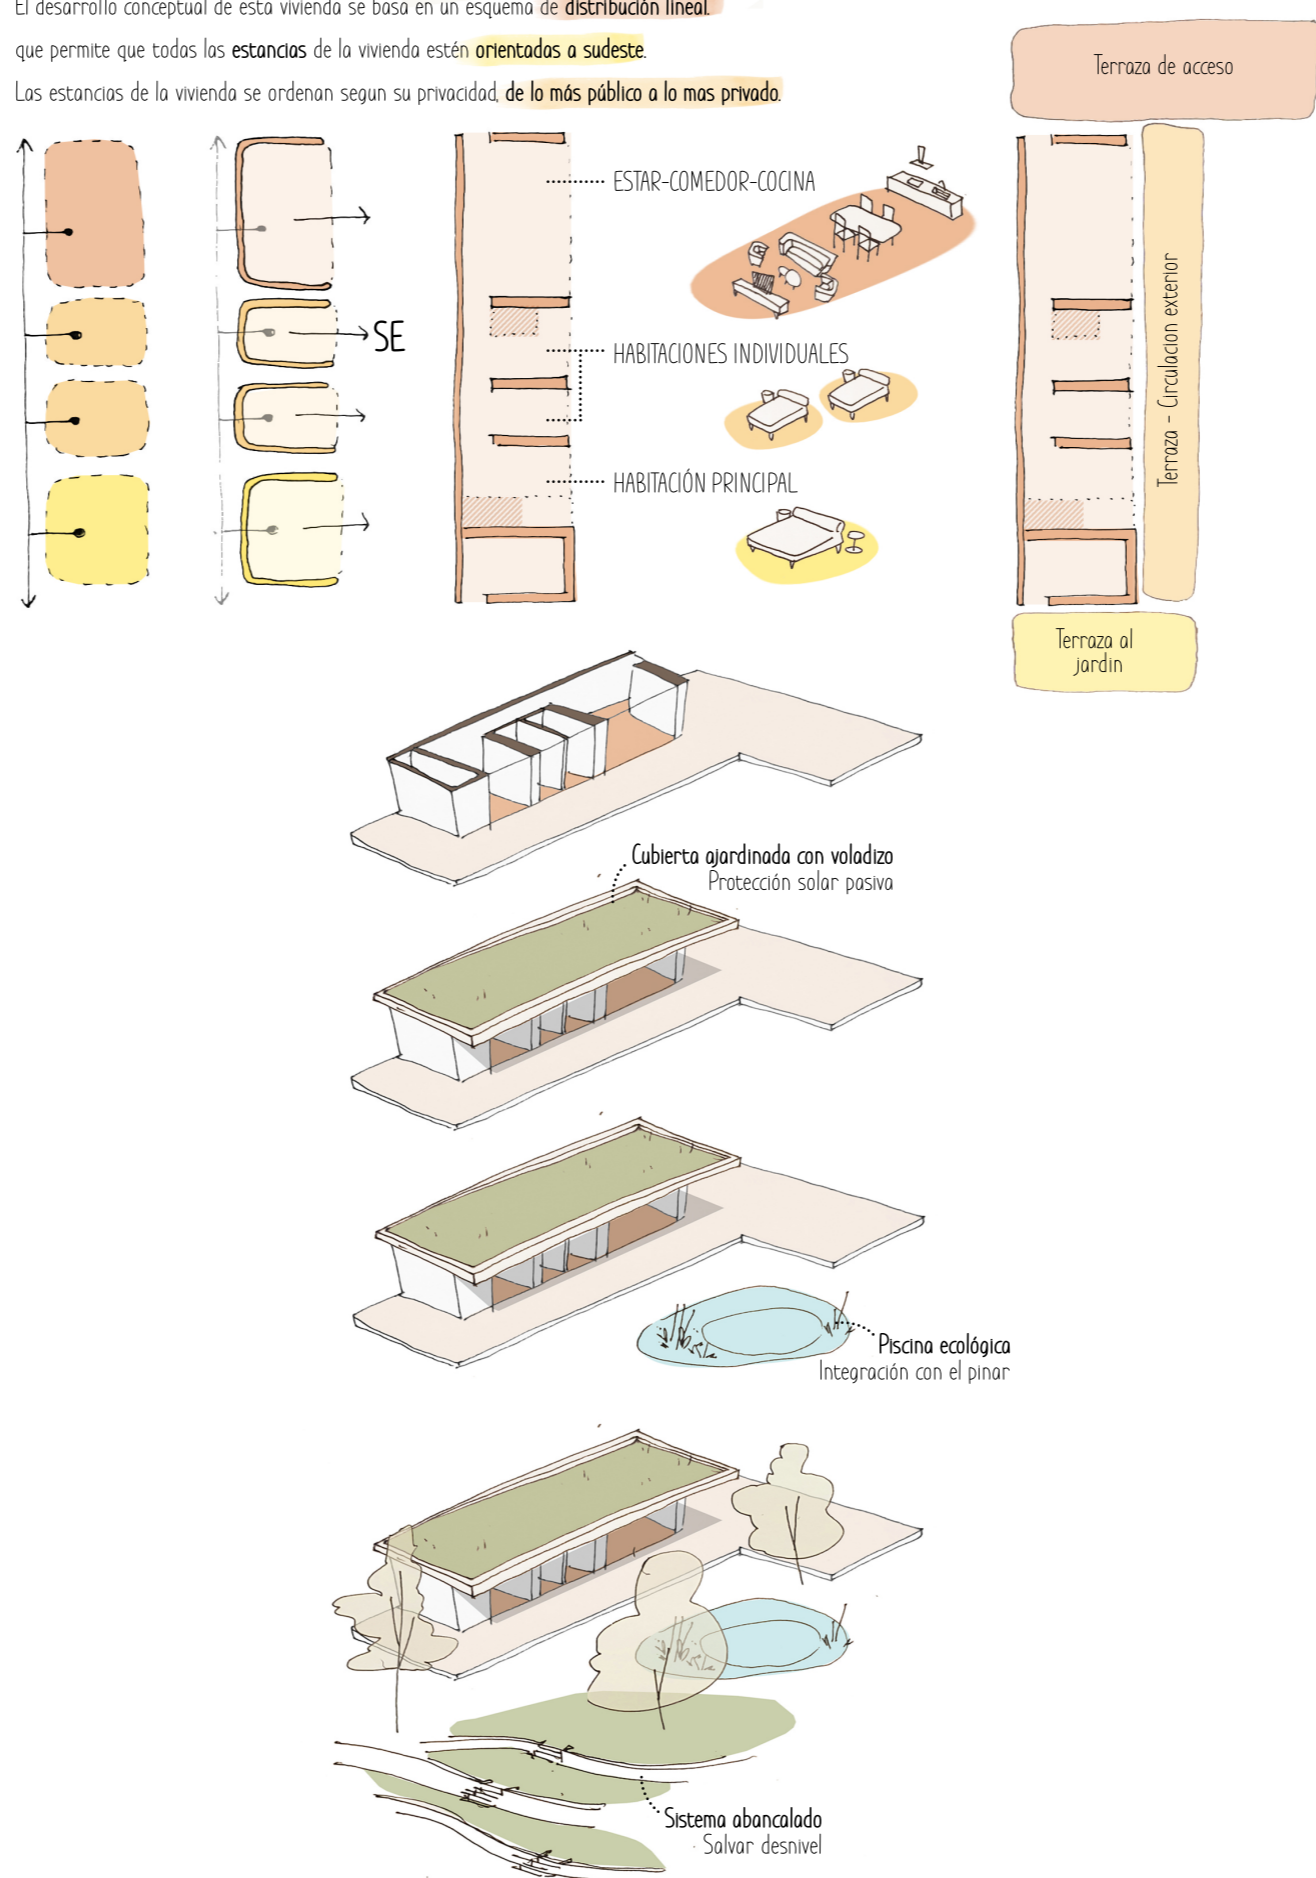 El desarrollo conceptual de esta vivienda se basa en un esquema de distribución lineal.
que permite que todas las estancias de la vivienda estén orientadas a sudeste.
Las estancias de la vivienda se ordenan segun su privacidad, de lo más público a lo mas privado.
Terraza de acceso
ESTAR-COMEDOR-COCINA
SE
HABITACIONES INDIVIDUALES
HABITACIÓN PRINCIPAL
Terraza - Circulacion exterior
Terraza al
jardin
Cubierta ajardinada con voladizo
Protección solar pasiva
Piscina ecológica
Integración con el pinar
Sistema abancalado
Salvar desnivel